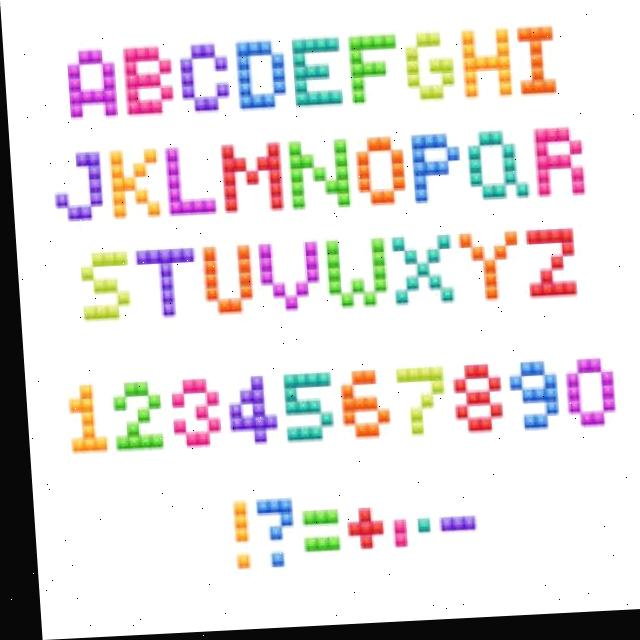 ABCDEFGHI
JKLMNOPQR
STUVWXYZ
1234567890
!?=+,.-